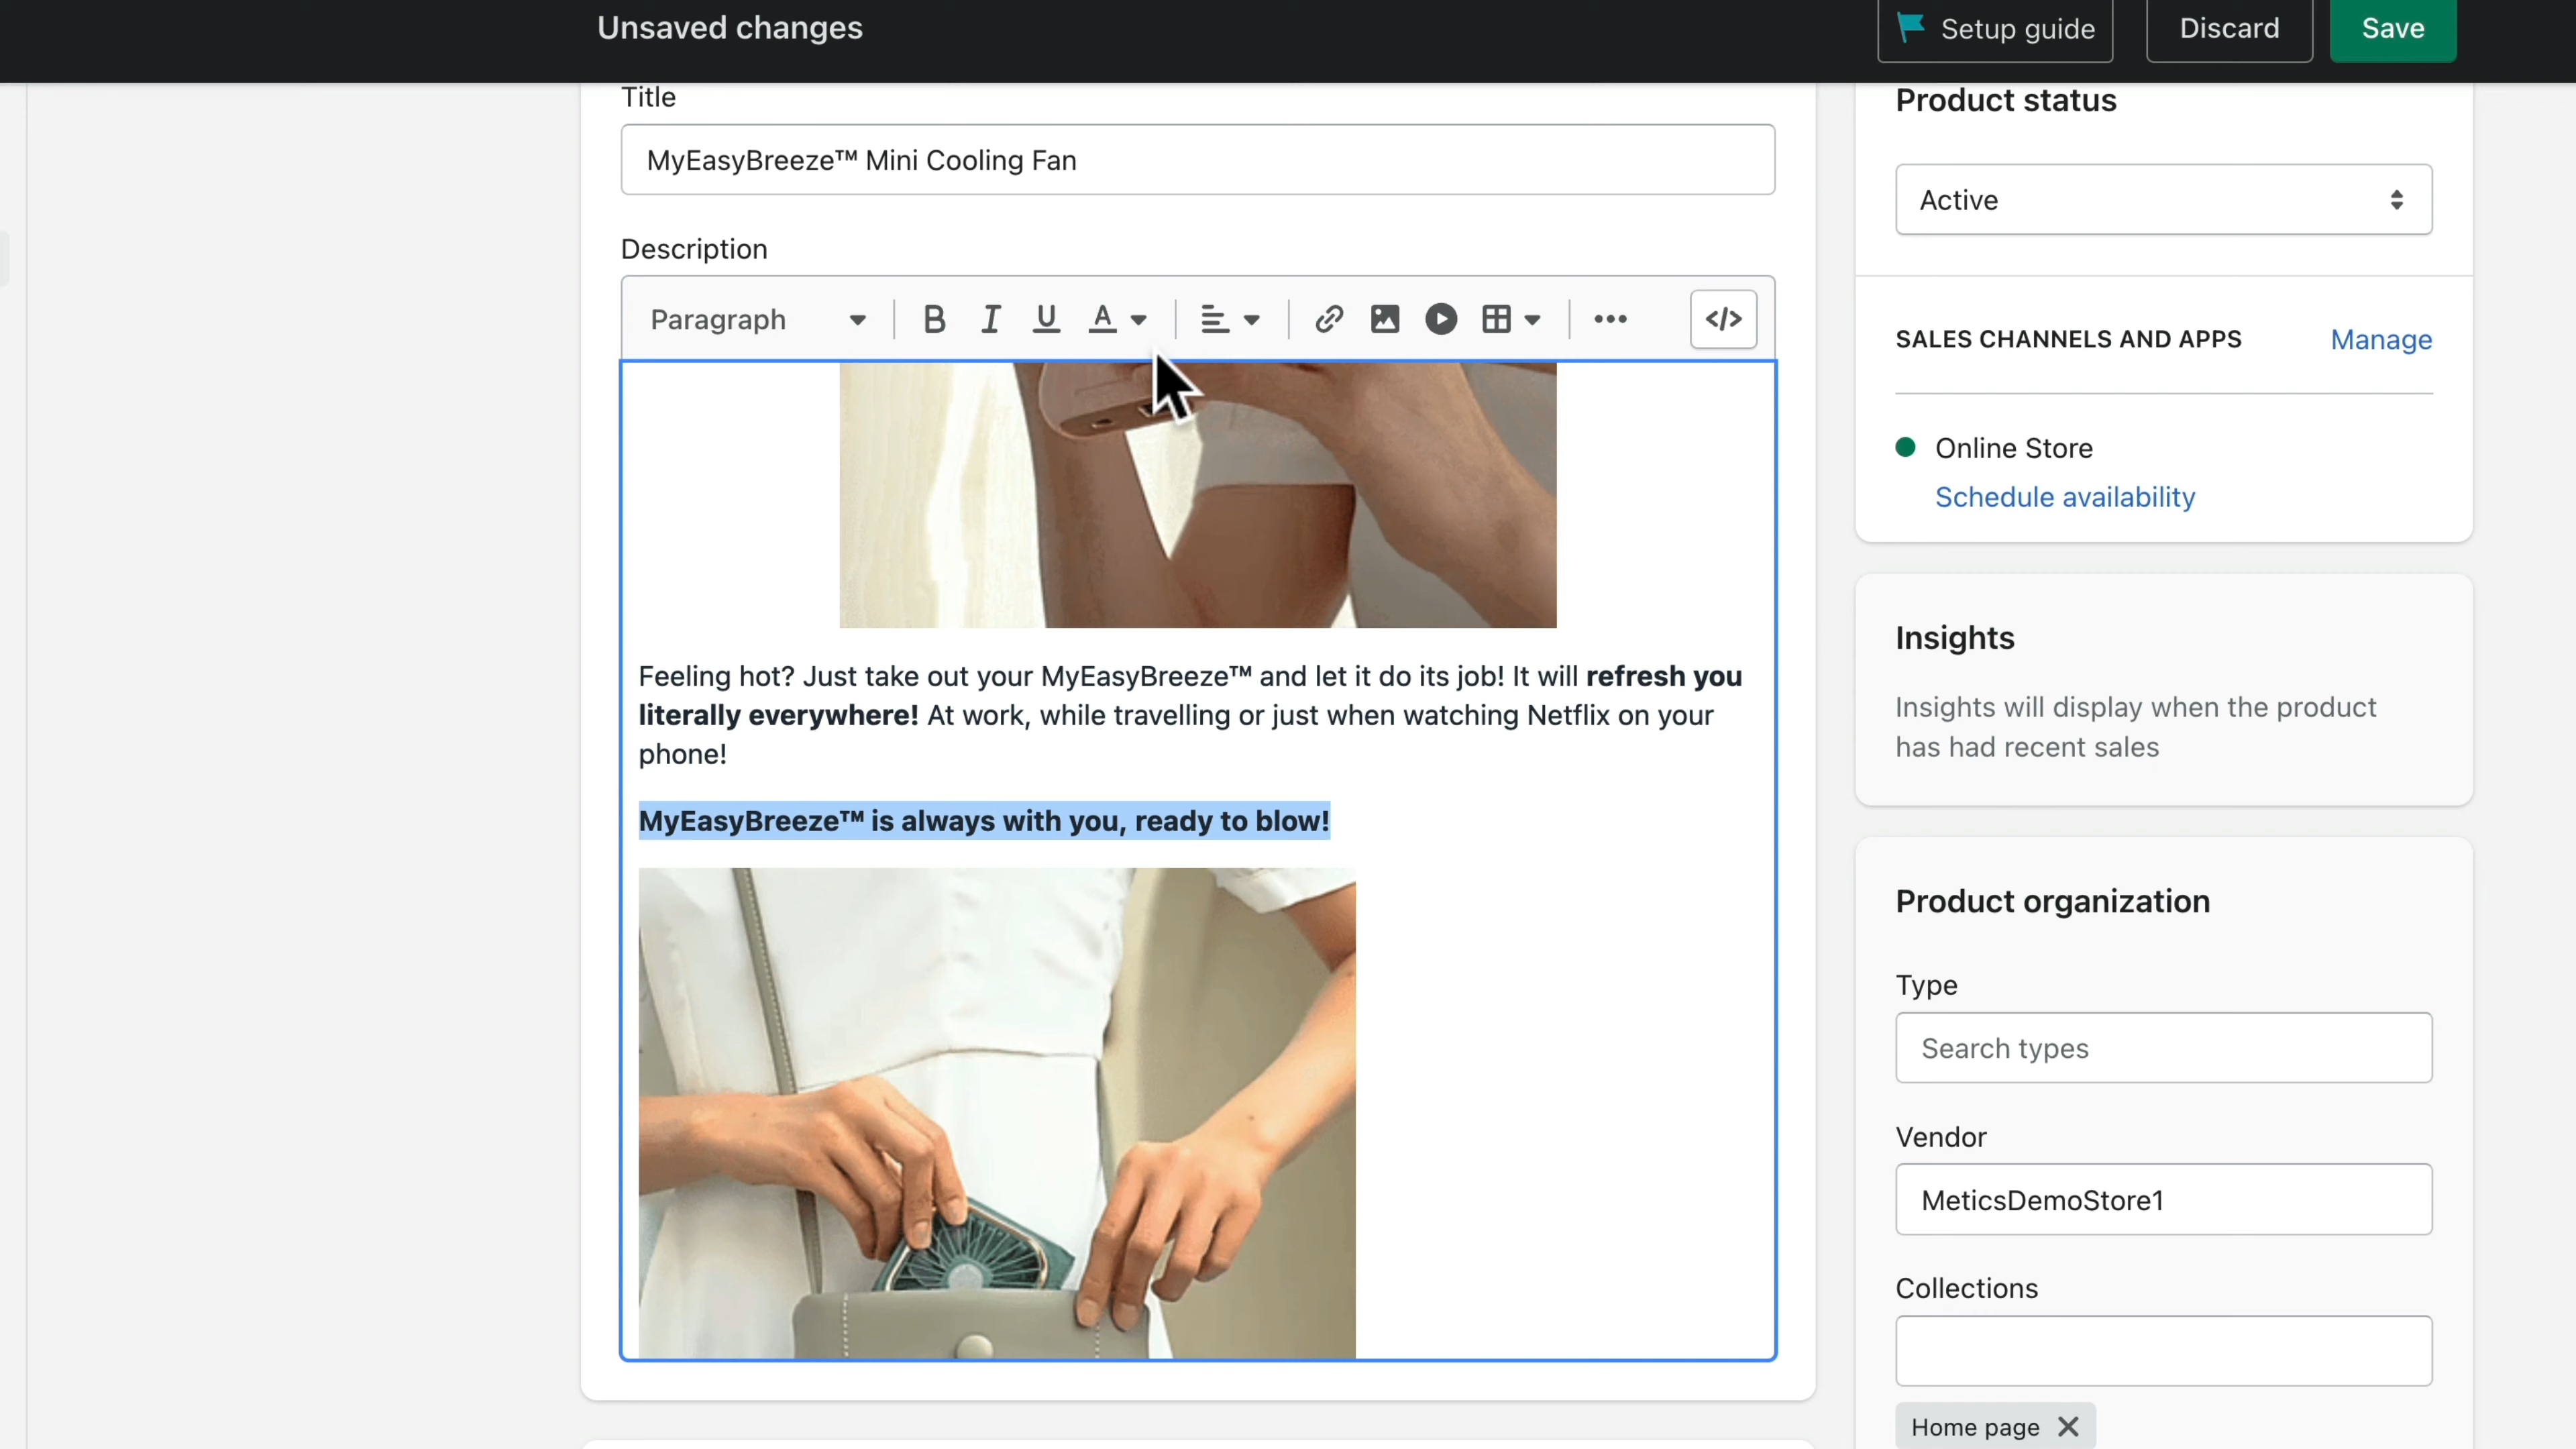 Unsaved changes
Setup guide
Discard
Save
Title
MyEasyBreeze™ Mini Cooling Fan
Description
Paragraph
B I U A
</>
Feeling hot? Just take out your MyEasyBreeze™ and let it do its job! It will refresh you
literally everywhere! At work, while travelling or just when watching Netflix on your
phone!
MyEasyBreeze™ is always with you, ready to blow!
Product status
Active
SALES CHANNELS AND APPS
Manage
Online Store
Schedule availability
Insights
Insights will display when the product
has had recent sales
Product organization
Type
Search types
Vendor
MeticsDemoStore1
Collections
Home page